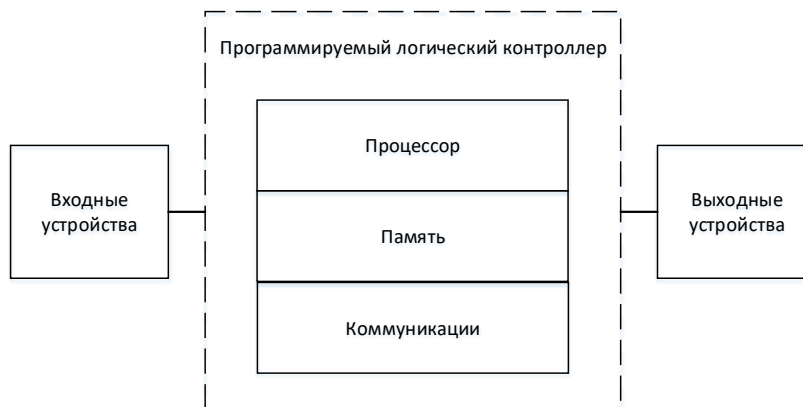 Программируемый логический контроллер
Входные
устройства
Процессор
Память
Коммуникации
Выходные
устройства